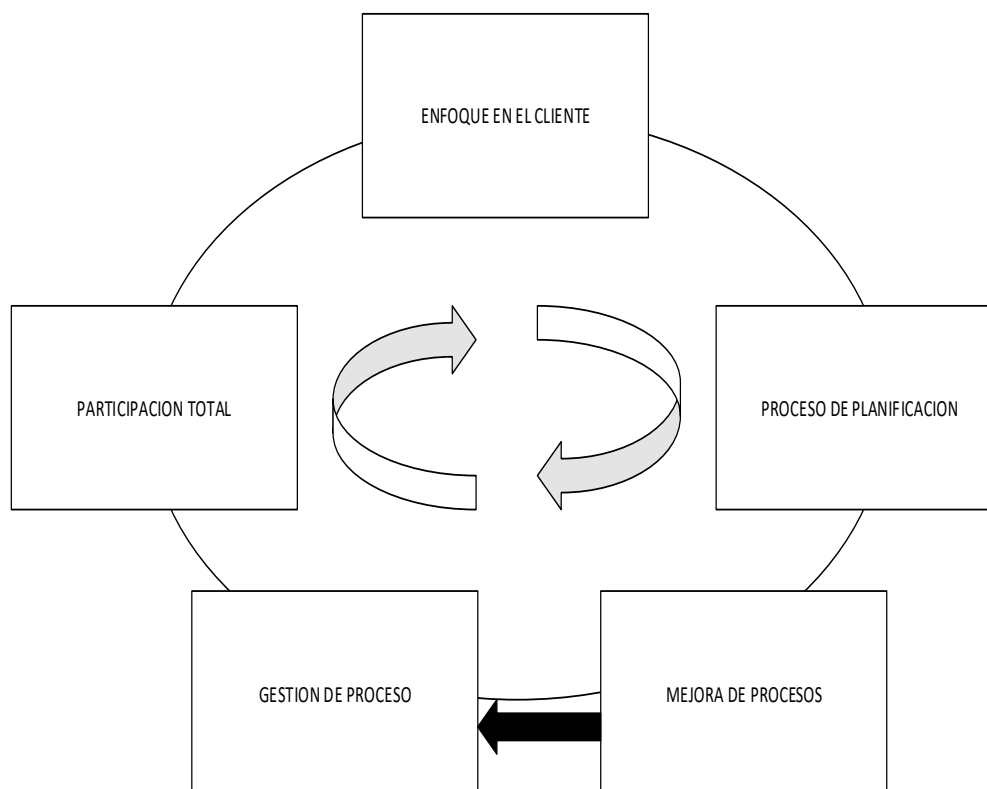 ENFOQUE EN EL CLIENTE
PARTICIPACION TOTAL
PROCESO DE PLANIFICACION
GESTION DE PROCESO
MEJORA DE PROCESOS